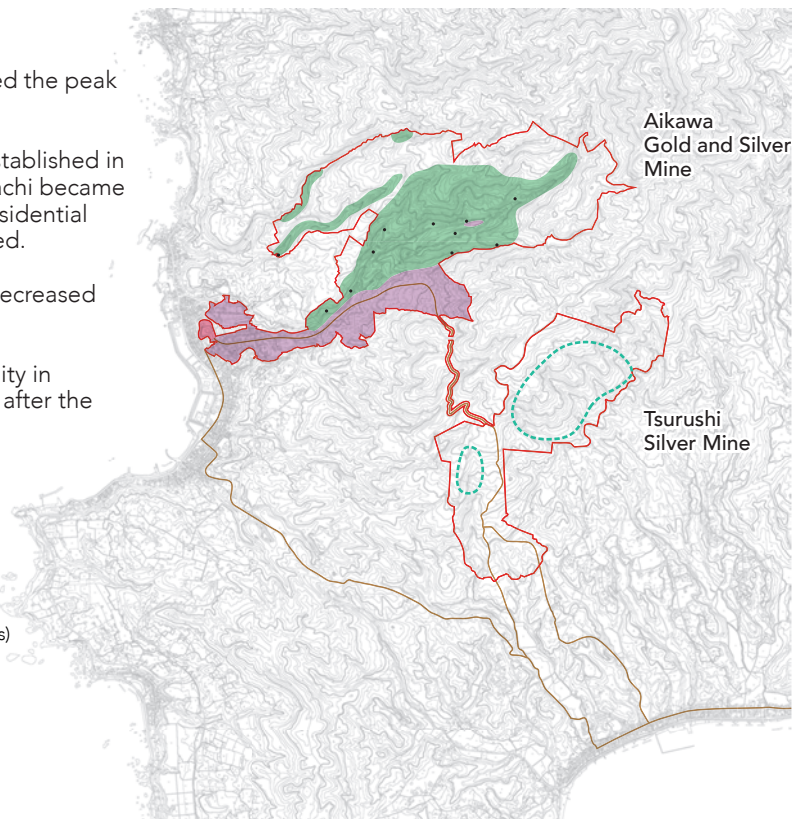 ed the peak
tablished in
achi became
sidential
ed.
ecreased
ity in
after the
s)
Aikawa
Gold and Silver
Mine
Tsurushi
Silver Mine